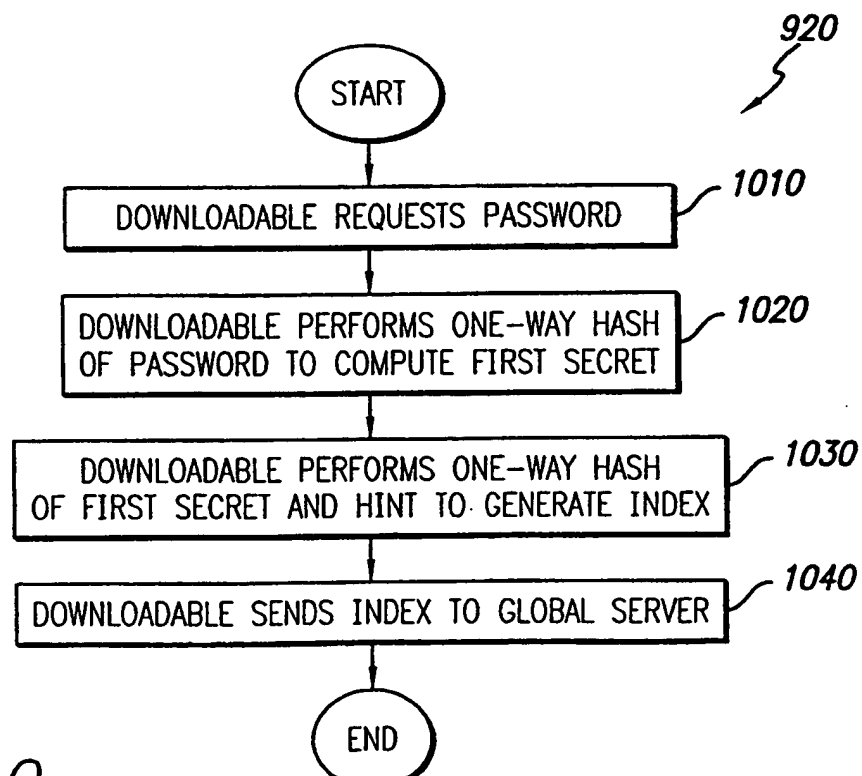 920
START
DOWNLOADABLE REQUESTS PASSWORD
1010
DOWNLOADABLE PERFORMS ONE-WAY HASH
OF PASSWORD TO COMPUTE FIRST SECRET
1020
DOWNLOADABLE PERFORMS ONE-WAY HASH
OF FIRST SECRET AND HINT TO GENERATE INDEX
1030
DOWNLOADABLE SENDS INDEX TO GLOBAL SERVER
1040
END